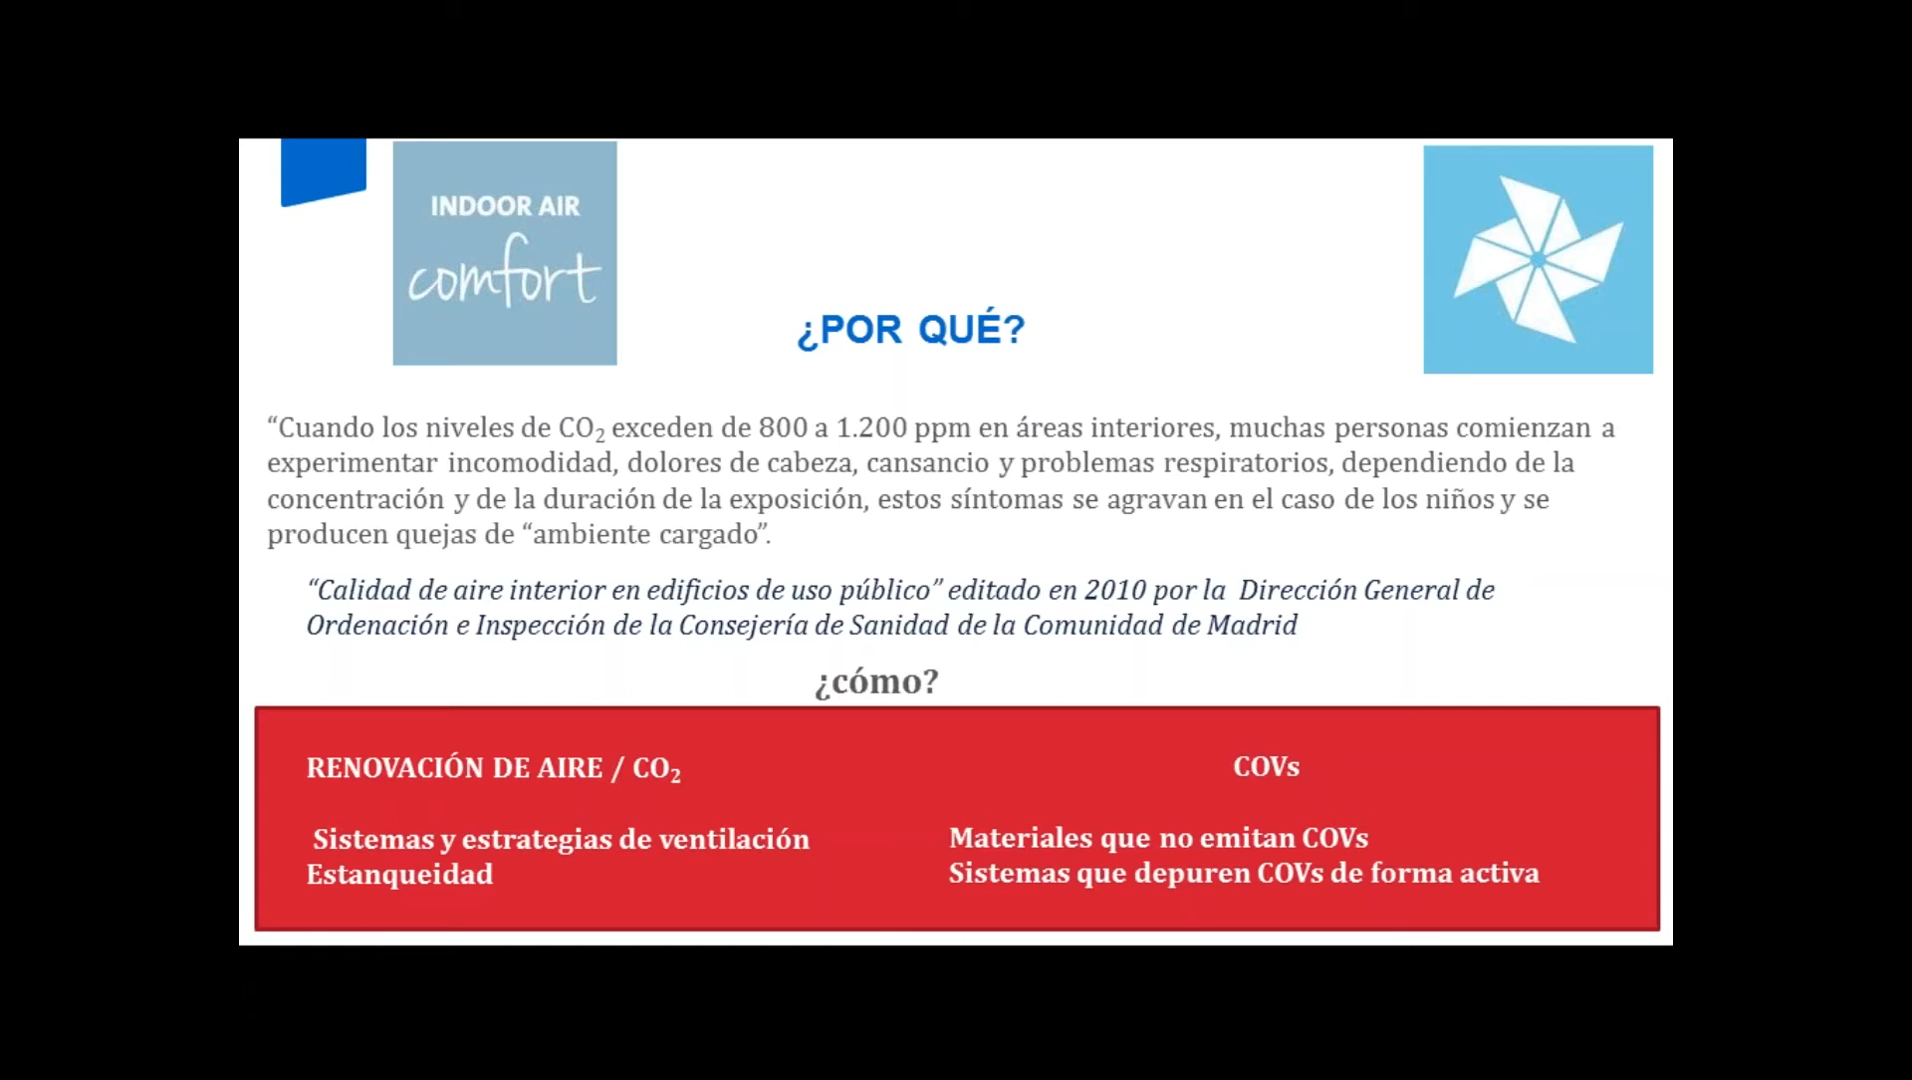 INDOOR AIR
comfort
¿POR QUÉ?
“Cuando los niveles de CO₂ exceden de 800 a 1.200 ppm en áreas interiores, muchas personas comienzan a
experimentar incomodidad, dolores de cabeza, cansancio y problemas respiratorios, dependiendo de la
concentración y de la duración de la exposición, estos síntomas se agravan en el caso de los niños y se
producen quejas de “ambiente cargado”.
“Calidad de aire interior en edificios de uso público” editado en 2010 por la Dirección General de
Ordenación e Inspección de la Consejería de Sanidad de la Comunidad de Madrid
¿cómo?
RENOVACIÓN DE AIRE / CO₂
Sistemas y estrategias de ventilación
Estanqueidad
COVs
Materiales que no emitan COVs
Sistemas que depuren COVs de forma activa